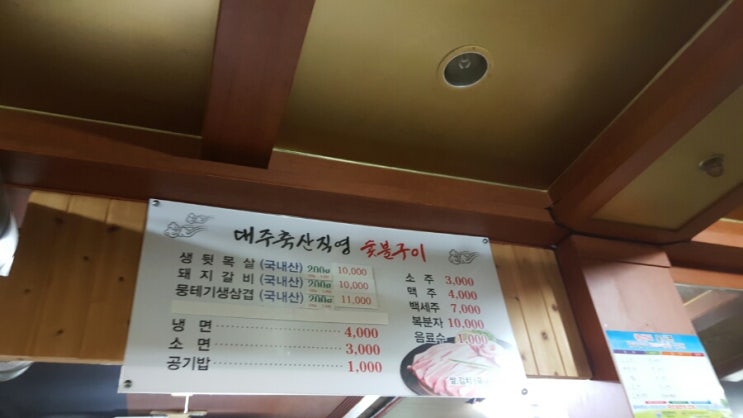 대주축산직영 숯불구이
생 뒷 목 살 (국내산) 200g 10,000
돼 지 갈 비 (국내산) 200g 10,000
뭉테기생삼겹 (국내산) 200g 11,000
냉 면 4,000
소 면 3,000
공기밥 1,000
소 주 3,000
맥 주 4,000
백세주 7,000
복분자 10,000
음료수 1,000